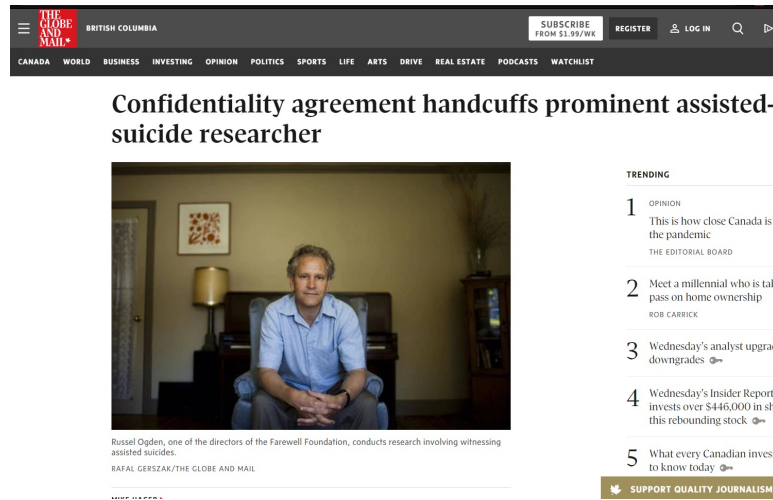 THE
GLOBE
AND
MAIL
BRITISH COLUMBIA
SUBSCRIBE
FROM $1.99/WK
REGISTER
LOG IN
CANADA WORLD BUSINESS INVESTING OPINION POLITICS SPORTS LIFE ARTS DRIVE REAL ESTATE PODCASTS WATCHLIST
Confidentiality agreement handcuffs prominent assisted-
suicide researcher
Russel Ogden, one of the directors of the Farewell Foundation, conducts research involving witnessing
assisted suicides.
RAFAL GERSZAK/THE GLOBE AND MAIL
TRENDING
1
OPINION
This is how close Canada is
the pandemic
THE EDITORIAL BOARD
2
Meet a millennial who is
pass on home ownership
ROB CARRICK
3
Wednesday's analyst
downgrades
4
Wednesday's Insider Report
invests over $446,000 in
this rebounding stock
5
What every Canadian
to know today
SUPPORT QUALITY JOURNALISM